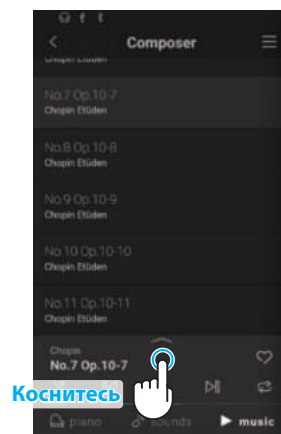 Composer
Chopin Etüden
No.7 Op.10-7
Chopin Etüden
No.8 Op.10-8
Chopin Etüden
No.9 Op.10-9
Chopin Etüden
No.10 Op.10-10
Chopin Etüden
No.11 Op.10-11
Chopin Etüden
Chopin
No.7 Op.10-7
Коснитесь
piano
sounds
music